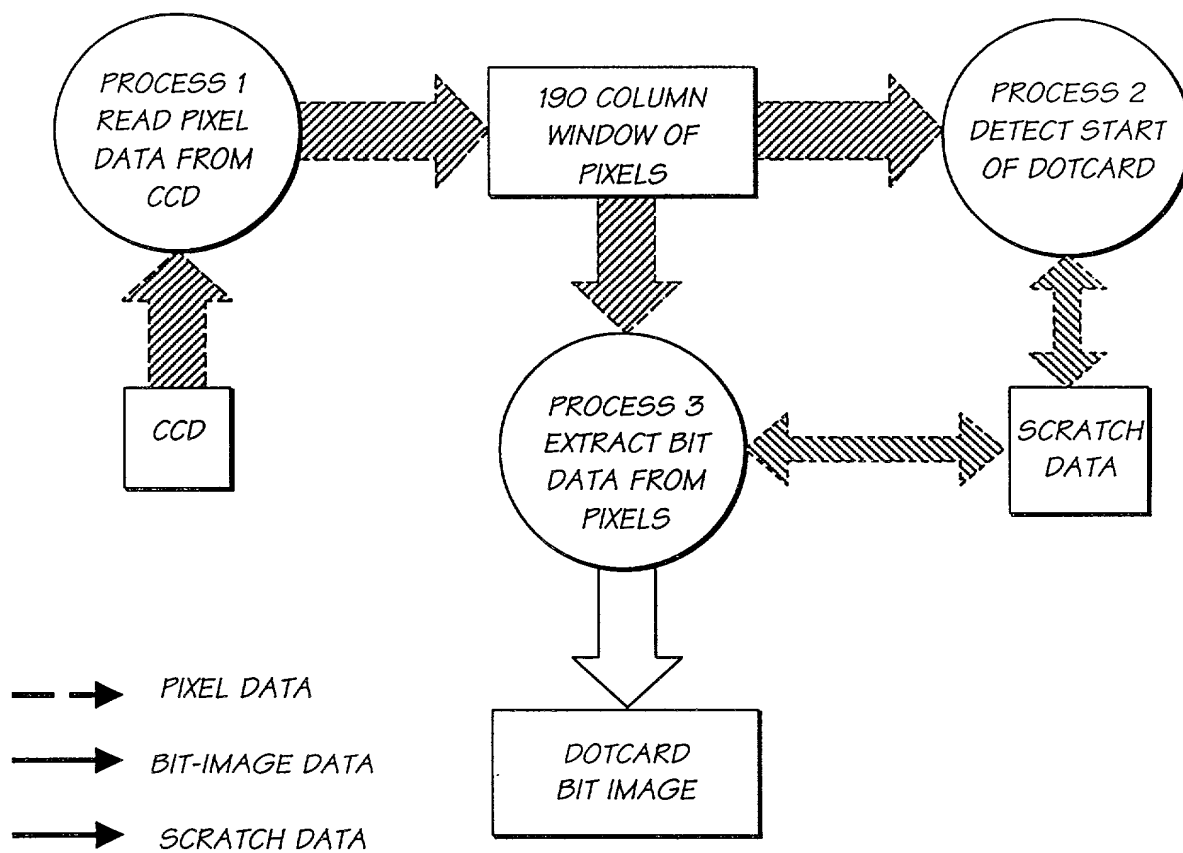 PROCESS 1
READ PIXEL
DATA FROM
CCD
190 COLUMN
WINDOW OF
PIXELS
PROCESS 2
DETECT START
OF DOTCARD
CCD
PROCESS 3
EXTRACT BIT
DATA FROM
PIXELS
SCRATCH
DATA
DOTCARD
BIT IMAGE
PIXEL DATA
BIT-IMAGE DATA
SCRATCH DATA